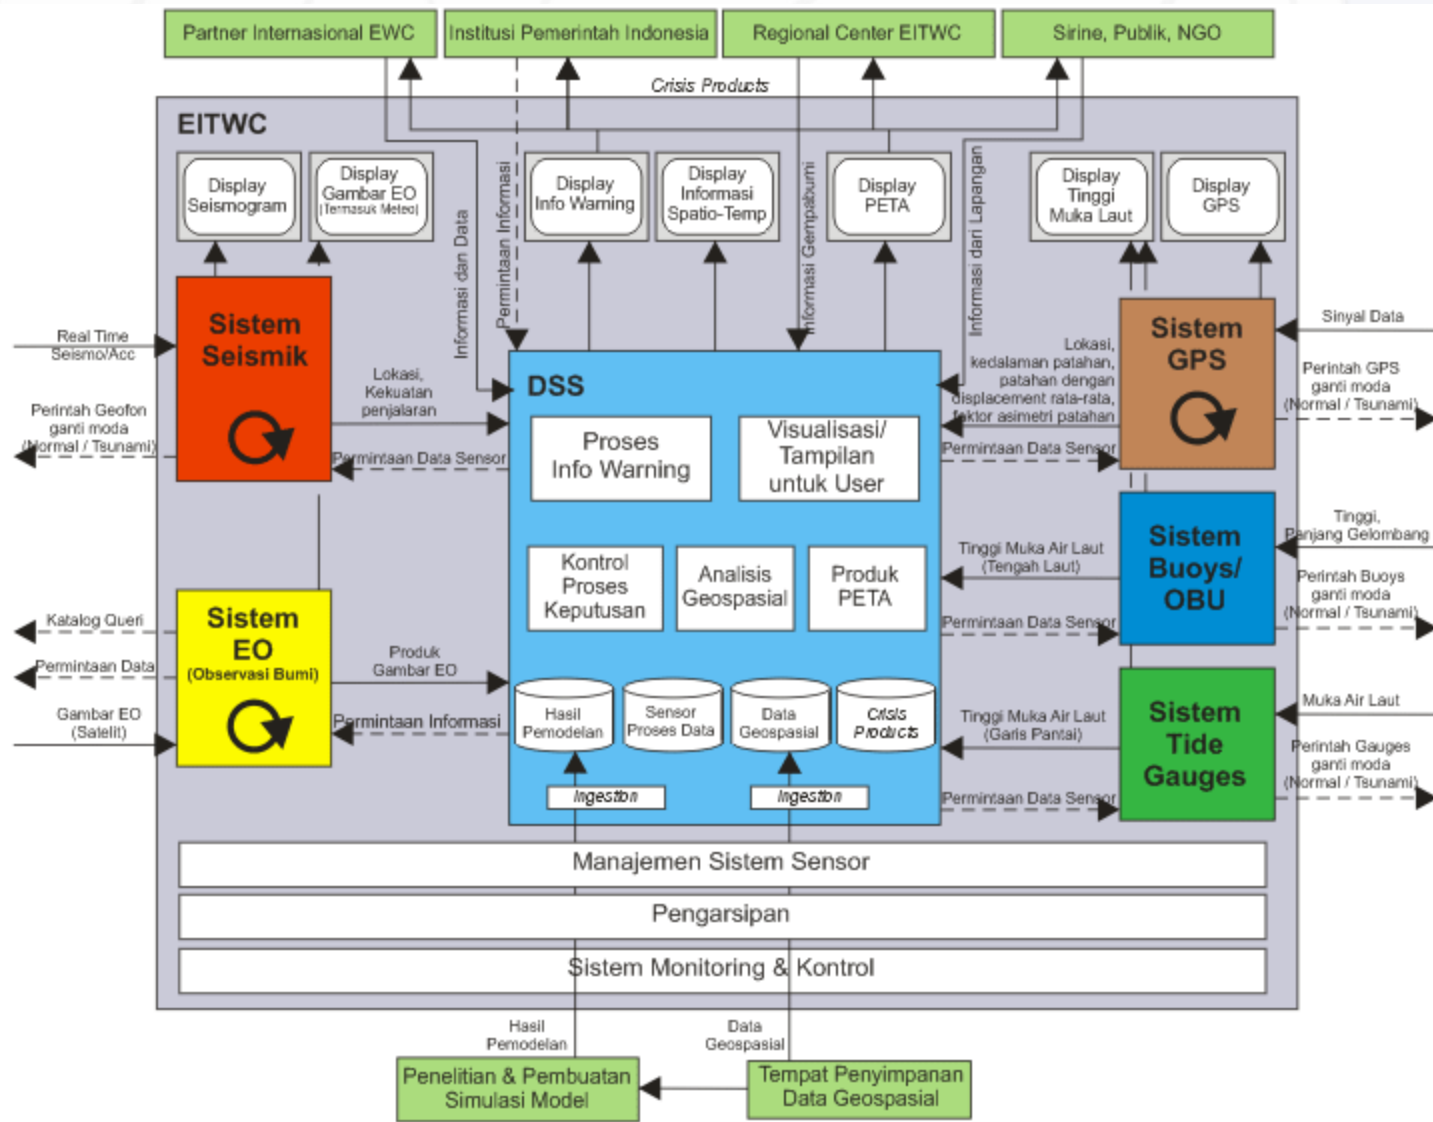 Partner Internasional EWC
Institusi Pemerintah Indonesia
Regional Center EITWC
Sirine, Publik, NGO
Crisis Products
EITWC
Display
Seismogram
Display
Gambar EO
(Termasuk Meteo)
Display
Info Warning
Display
Informasi
Spatio-Temp
Display
PETA
Display
Tinggi
Muka Laut
Display
GPS
Informasi dan Data
Permintaan Informasi
Informasi Gempabumi
Informasi dari Lapangan
Sistem
Seismik
Real Time
Seismo/Acc
Perintah Geofon
ganti moda
(Normal / Tsunami)
Lokasi,
Kekuatan
penjalaran
Permintaan Data Sensor
Sistem
EO
(Observasi Bumi)
Katalog Queri
Permintaan Data
Gambar EO
(Satelit)
Produk
Gambar EO
Permintaan Informasi
DSS
Proses
Info Warning
Visualisasi/
Tampilan
untuk User
Kontrol
Proses
Keputusan
Analisis
Geospasial
Produk
PETA
Hasil
Pemodelan
Sensor
Proses Data
Data
Geospasial
Crisis
Products
Ingestion
Ingestion
Lokasi,
kedalaman patahan,
patahan dengan
displacement rata-rata,
faktor asimetri patahan
Permintaan Data Sensor
Sistem
GPS
Sinyal Data
Perintah GPS
ganti moda
(Normal / Tsunami)
Tinggi Muka Air Laut
(Tengah Laut)
Permintaan Data Sensor
Sistem
Buoys/
OBU
Tinggi,
Panjang Gelombang
Perintah Buoys
ganti moda
(Normal / Tsunami)
Tinggi Muka Air Laut
(Garis Pantai)
Permintaan Data Sensor
Sistem
Tide
Gauges
Muka Air Laut
Perintah Gauges
ganti moda
(Normal / Tsunami)
Manajemen Sistem Sensor
Pengarsipan
Sistem Monitoring & Kontrol
Hasil
Pemodelan
Data
Geospasial
Penelitian & Pembuatan
Simulasi Model
Tempat Penyimpanan
Data Geospasial